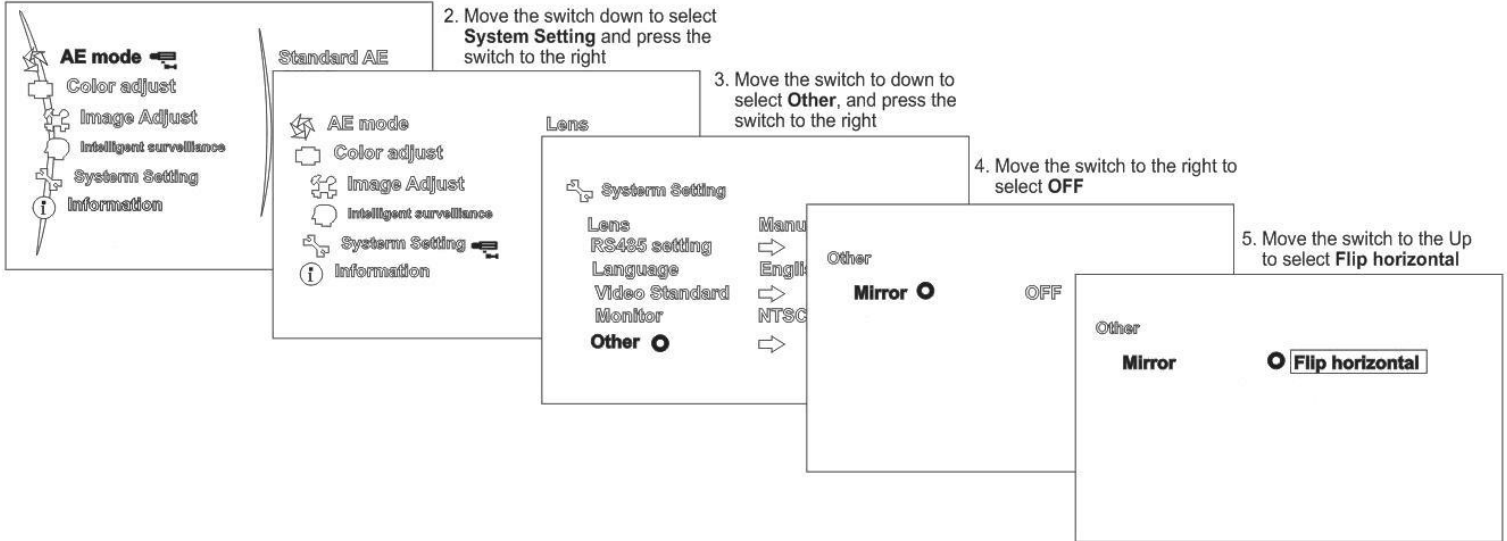 2. Move the switch down to select
System Setting and press the
switch to the right
AE mode
Color adjust
Image Adjust
Intelligent survelliance
Systerm Setting
Information
Standard AE
3. Move the switch to down to
select Other, and press the
switch to the right
AE mode
Color adjust
Image Adjust
Intelligent survelliance
Systerm Setting
Information
Lens
4. Move the switch to the right to
select OFF
Systerm Setting
Lens Manu
RS485 setting
Language Engli
Video Standard
Monitor NTSC
Other
5. Move the switch to the Up
to select Flip horizontal
Other
Mirror OFF
Other
Mirror Flip horizontal